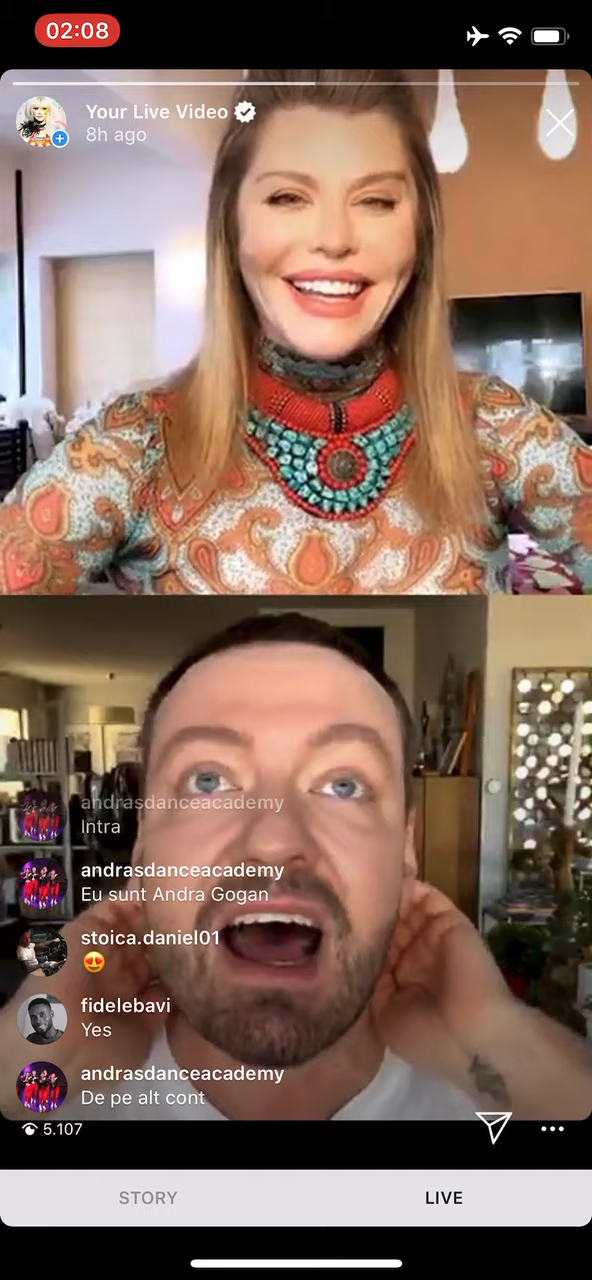 02:08
Your Live Video
8h ago
andrasdanceacademy
Intra
andrasdanceacademy
Eu sunt Andra Gogan
stoica.daniel01
😍
fidelebavi
Yes
andrasdanceacademy
De pe alt cont
5.107
STORY
LIVE